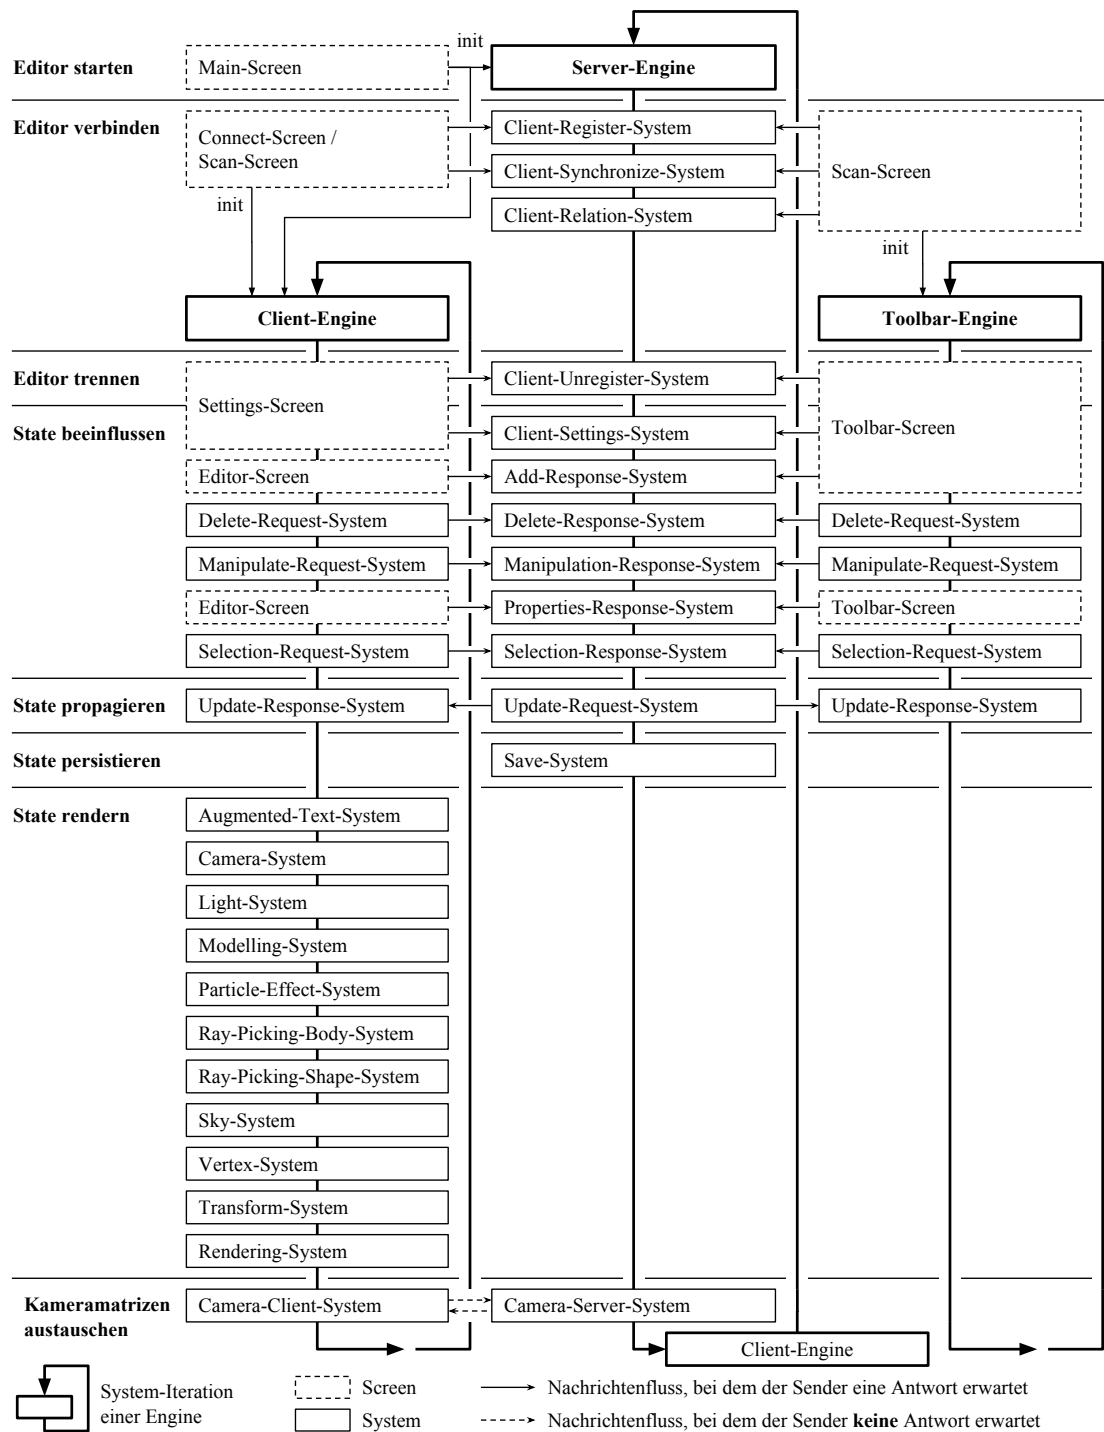 init
Editor starten
Main-Screen
Server-Engine
Editor verbinden
Connect-Screen /
Scan-Screen
Client-Register-System
Client-Synchronize-System
Scan-Screen
init
Client-Relation-System
init
Client-Engine
Toolbar-Engine
Editor trennen
Settings-Screen
Client-Unregister-System
Toolbar-Screen
State beeinflussen
Client-Settings-System
Editor-Screen
Add-Response-System
Delete-Request-System
Delete-Response-System
Delete-Request-System
Manipulate-Request-System
Manipulation-Response-System
Manipulate-Request-System
Editor-Screen
Properties-Response-System
Toolbar-Screen
Selection-Request-System
Selection-Response-System
Selection-Request-System
State propagieren
Update-Response-System
Update-Request-System
Update-Response-System
State persistieren
Save-System
State rendern
Augmented-Text-System
Camera-System
Light-System
Modelling-System
Particle-Effect-System
Ray-Picking-Body-System
Ray-Picking-Shape-System
Sky-System
Vertex-System
Transform-System
Rendering-System
Kameramatrizen
austauschen
Camera-Client-System
Camera-Server-System
Client-Engine
System-Iteration
einer Engine
Screen
System
Nachrichtenfluss, bei dem der Sender eine Antwort erwartet
Nachrichtenfluss, bei dem der Sender keine Antwort erwartet